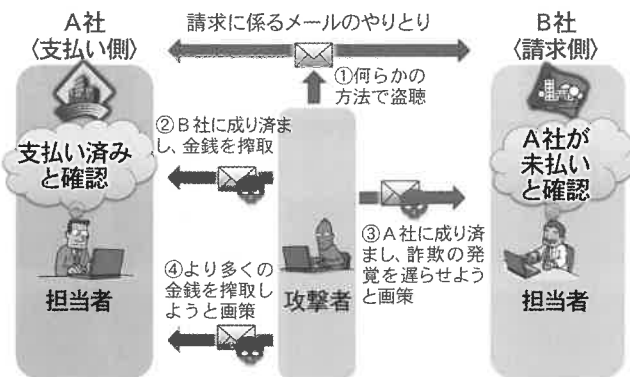 A社
〈支払い側〉
請求に係るメールのやりとり
B社
〈請求側〉
①何らかの
方法で盗聴
②B社に成り済ま
し、金銭を搾取
支払い済み
と確認
A社が
未払い
と確認
③A社に成り済
まし、詐欺の発
覚を遅らせよう
と画策
④より多くの
金銭を搾取し
ようと画策
担当者
攻撃者
担当者